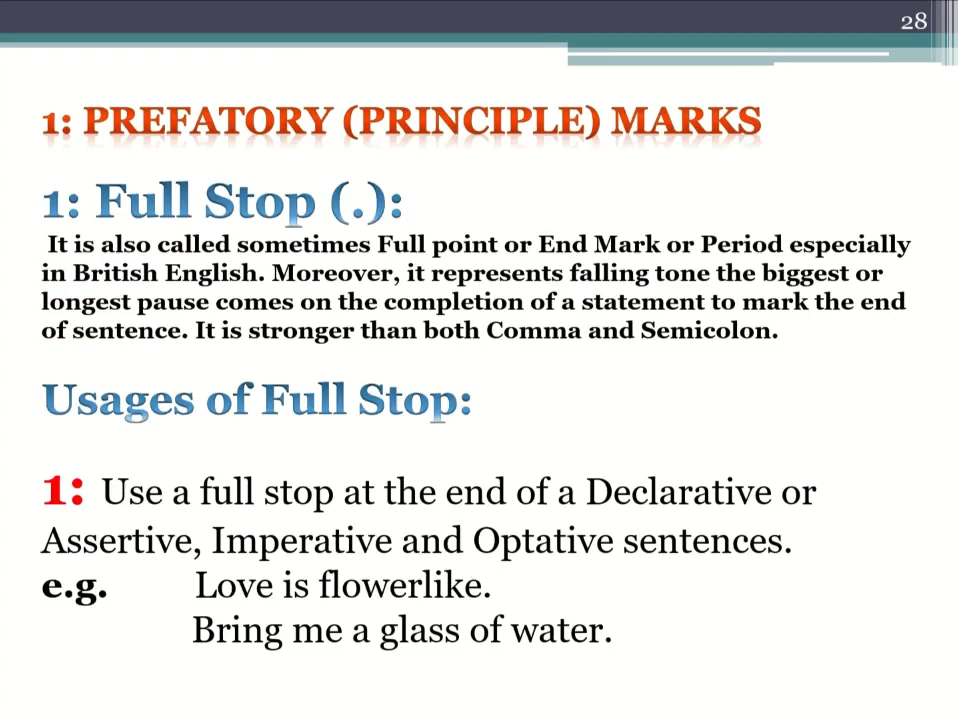 28
1: PREFATORY (PRINCIPLE) MARKS
1: Full Stop (.):
It is also called sometimes Full point or End Mark or Period especially
in British English. Moreover, it represents falling tone the biggest or
longest pause comes on the completion of a statement to mark the end
of sentence. It is stronger than both Comma and Semicolon.
Usages of Full Stop:
1: Use a full stop at the end of a Declarative or
Assertive, Imperative and Optative sentences.
e.g. Love is flowerlike.
Bring me a glass of water.